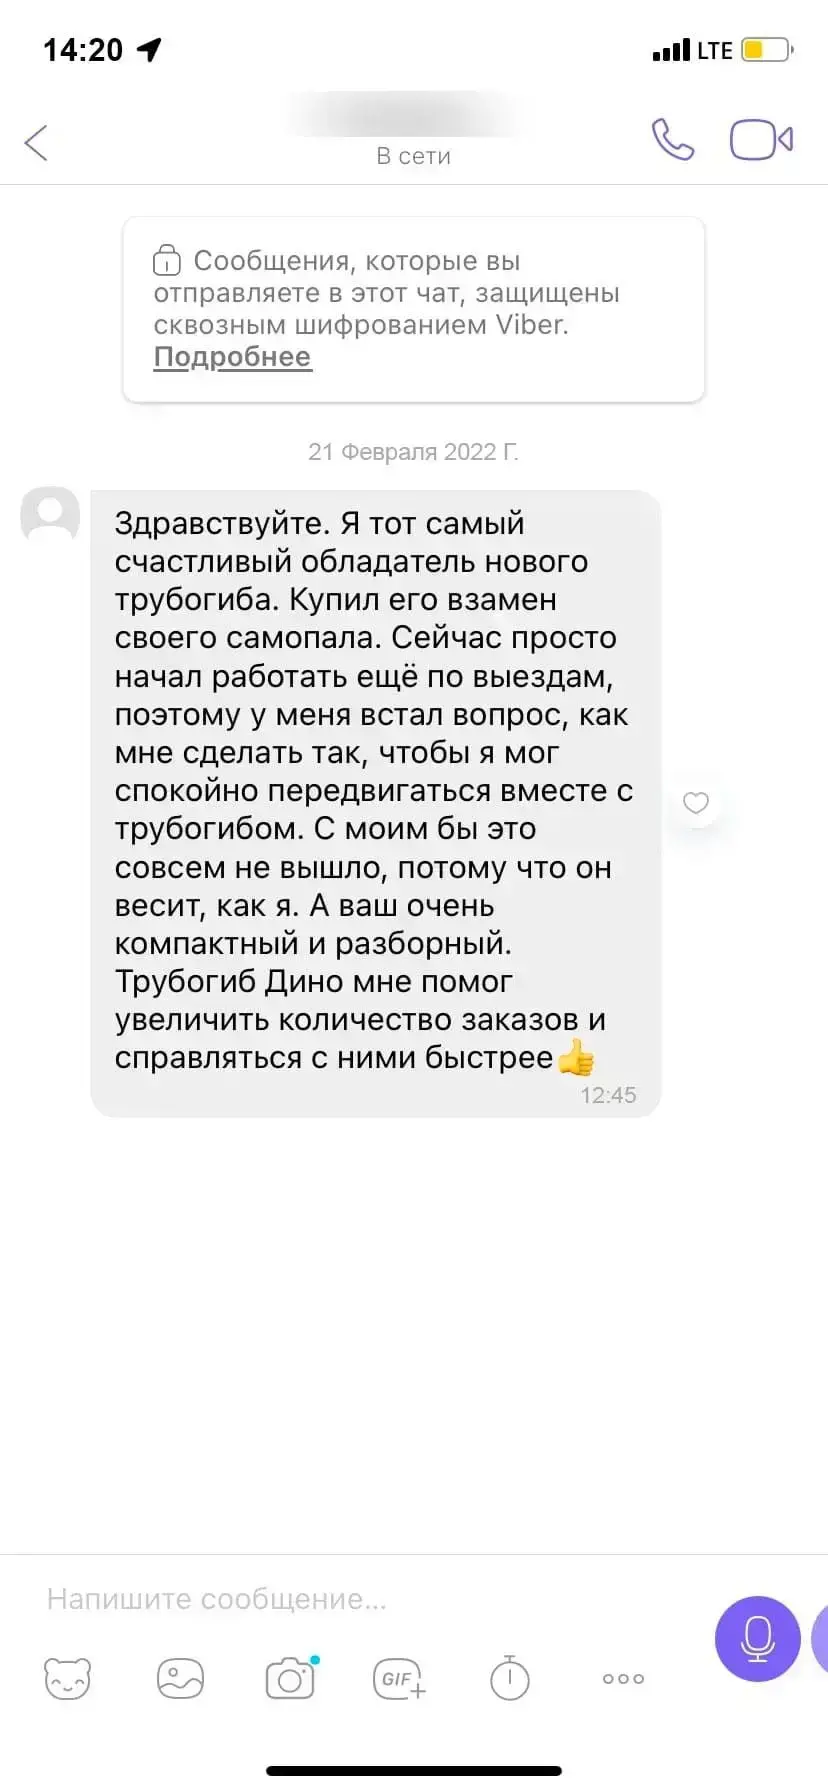 14:20
LTE
В сети
Сообщения, которые вы
отправляете в этот чат, защищены
сквозным шифрованием Viber.
Подробнее
21 Февраля 2022 Г.
Здравствуйте. Я тот самый
счастливый обладатель нового
трубогиба. Купил его взамен
своего самопала. Сейчас просто
начал работать ещё по выездам,
поэтому у меня встал вопрос, как
мне сделать так, чтобы я мог
спокойно передвигаться вместе с
трубогибом. С моим бы это
совсем не вышло, потому что он
весит, как я. А ваш очень
компактный и разборный.
Трубогиб Дино мне помог
увеличить количество заказов и
справляться с ними быстрее👍
12:45
Напишите сообщение...
GIF